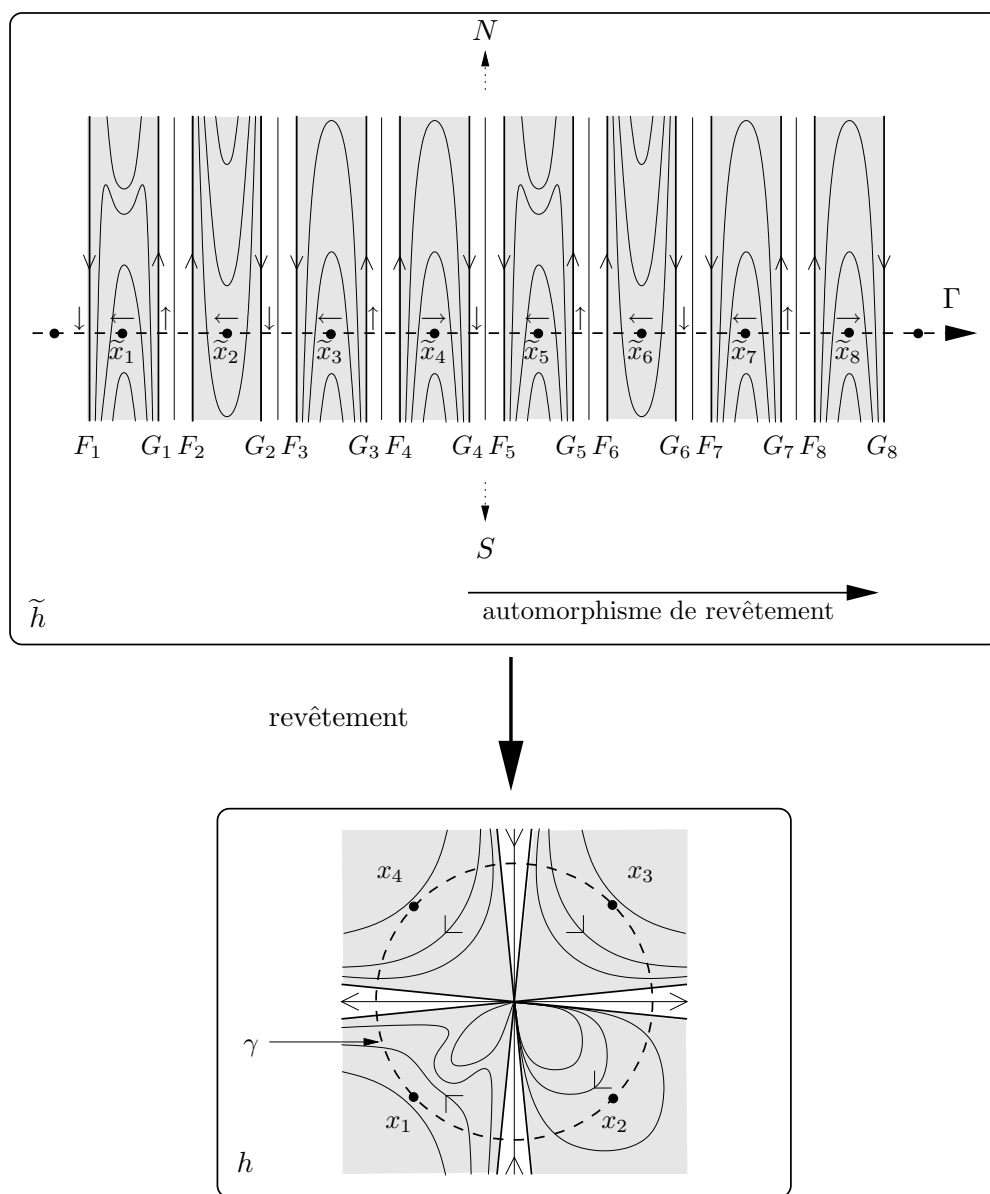 N
Γ
x̃₁ x̃₂ x̃₃ x̃₄ x̃₅ x̃₆ x̃₇ x̃₈
F₁ G₁ F₂ G₂ F₃ G₃ F₄ G₄ F₅ G₅ F₆ G₆ F₇ G₇ F₈ G₈
S
automorphisme de revêtement
h̃
revêtement
x₄ x₃
γ
x₁ x₂
h